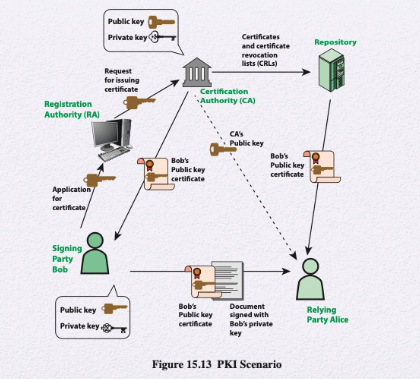 Public key
Private key
Certificates
and certificate
revocation
lists (CRLs)
Repository
Request
for issuing
certificate
Certification
Authority (CA)
Registration
Authority (RA)
CA's
Public key
Bob's
Public key
certificate
Bob's
Public key
certificate
Application
for
certificate
Signing
Party
Bob
Public key
Private key
Bob's
Public key
certificate
Document
signed with
Bob's private
key
Relying
Party Alice
Figure 15.13 PKI Scenario